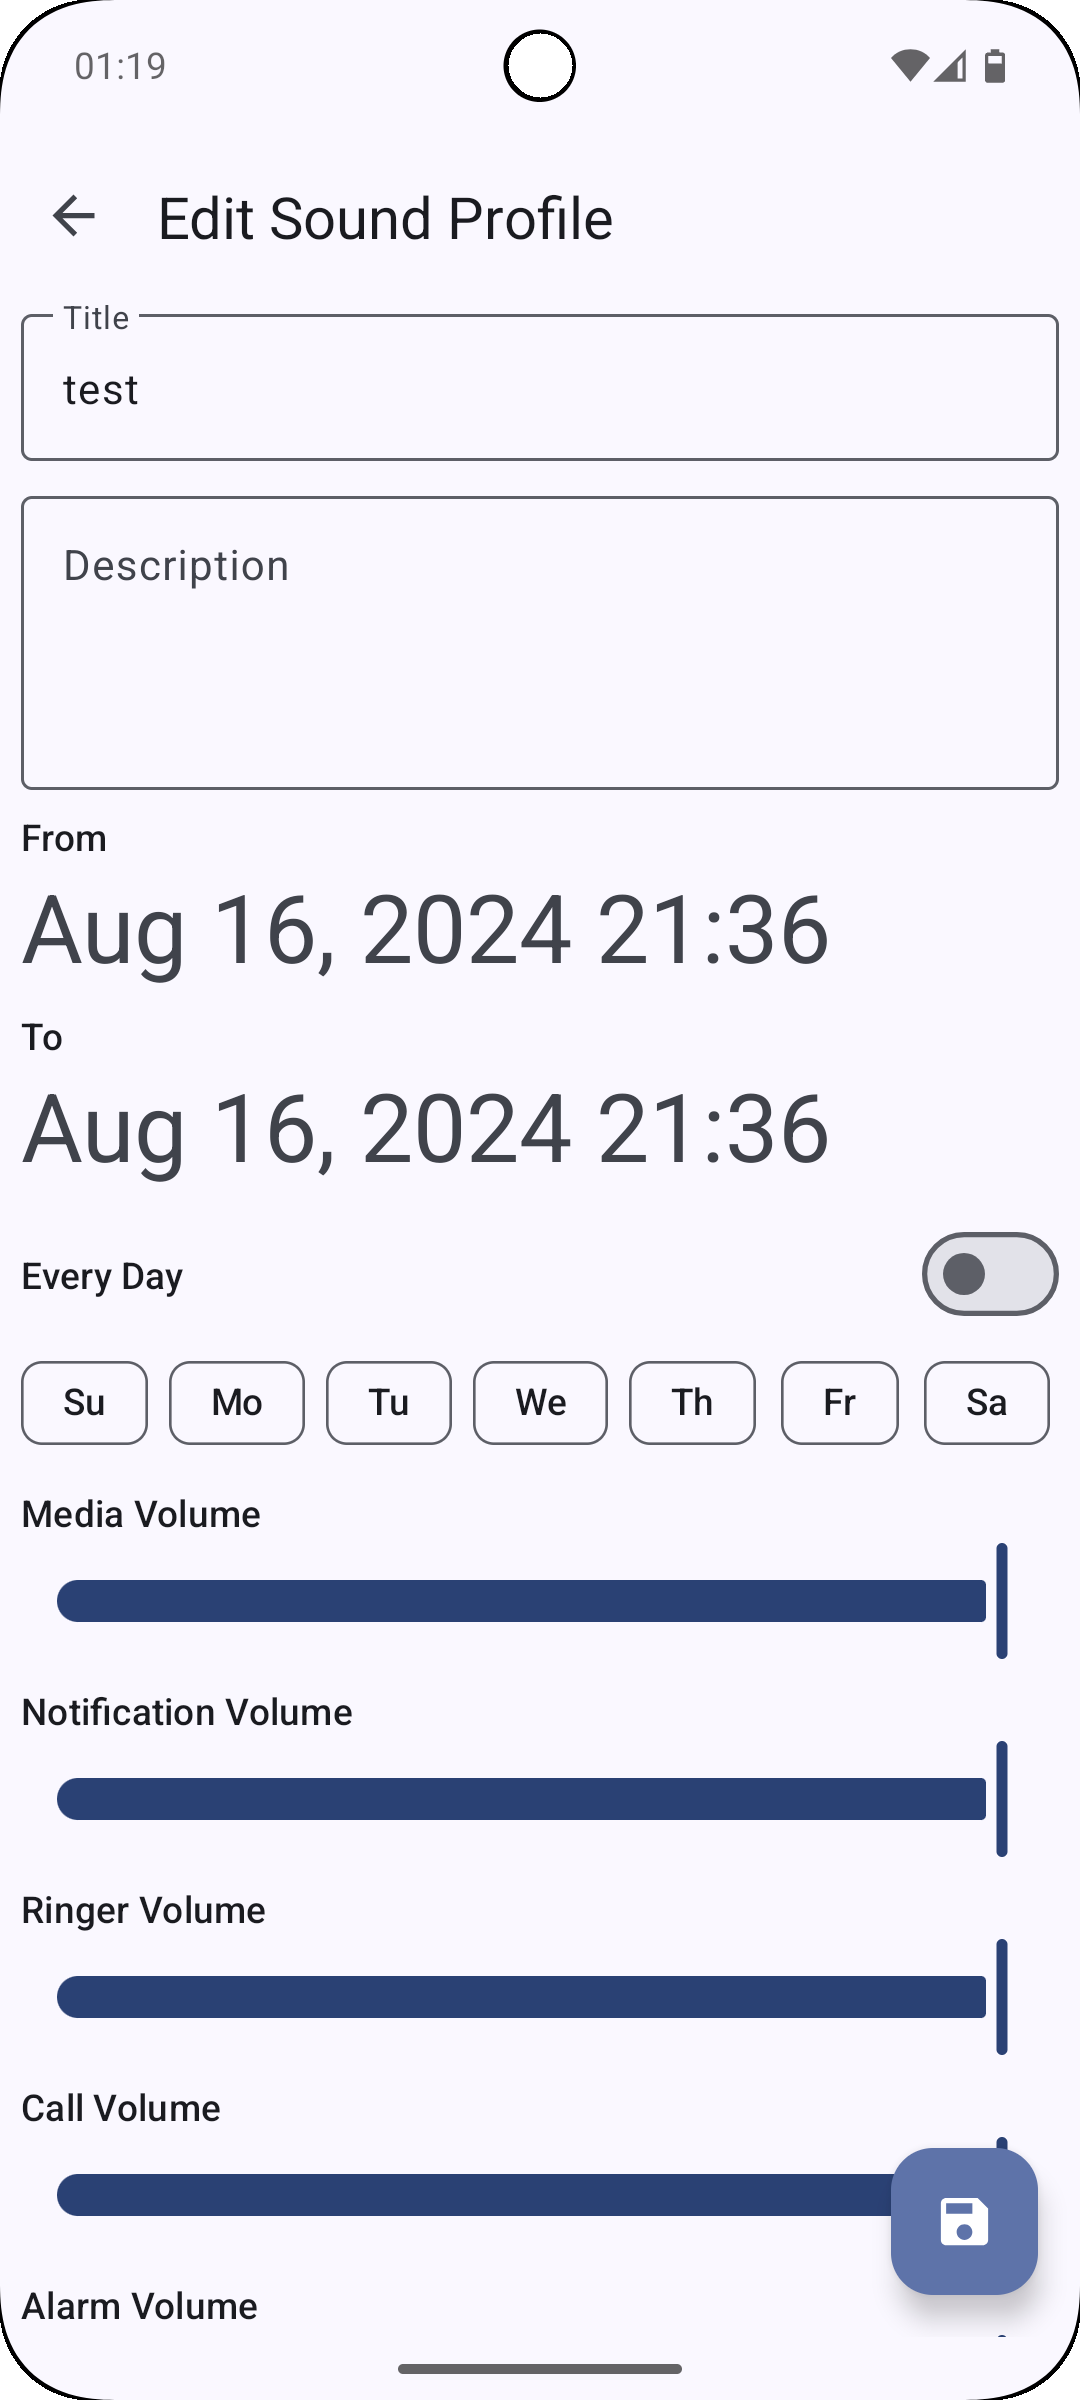 01:19
Edit Sound Profile
Title
test
Description
From
Aug 16, 2024 21:36
To
Aug 16, 2024 21:36
Every Day
Su Mo Tu We Th Fr Sa
Media Volume
Notification Volume
Ringer Volume
Call Volume
Alarm Volume